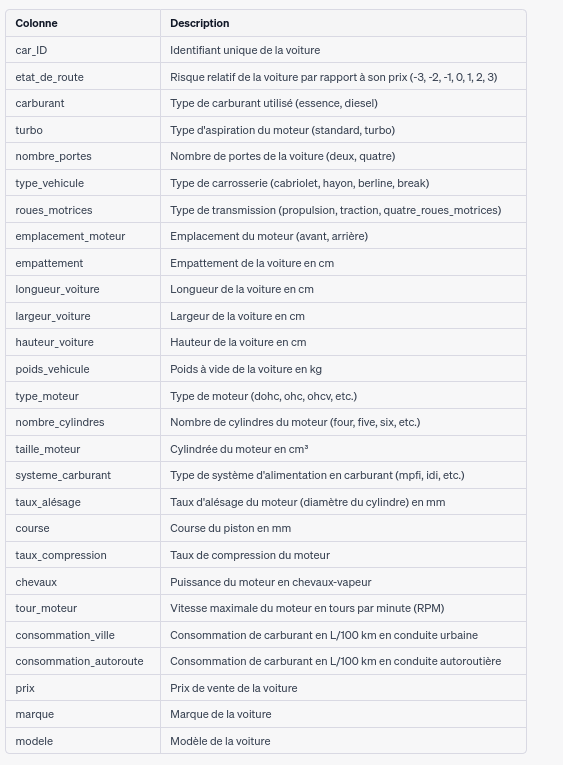 Colonne Description
car_ID Identifiant unique de la voiture
etat_de_route Risque relatif de la voiture par rapport à son prix (-3, -2, -1, 0, 1, 2, 3)
carburant Type de carburant utilisé (essence, diesel)
turbo Type d'aspiration du moteur (standard, turbo)
nombre_portes Nombre de portes de la voiture (deux, quatre)
type_vehicule Type de carrosserie (cabriolet, hayon, berline, break)
roues_motrices Type de transmission (propulsion, traction, quatre_roues_motrices)
emplacement_moteur Emplacement du moteur (avant, arrière)
empattement Empattement de la voiture en cm
longueur_voiture Longueur de la voiture en cm
largeur_voiture Largeur de la voiture en cm
hauteur_voiture Hauteur de la voiture en cm
poids_vehicule Poids à vide de la voiture en kg
type_moteur Type de moteur (dohc, ohc, ohcv, etc.)
nombre_cylindres Nombre de cylindres du moteur (four, five, six, etc.)
taille_moteur Cylindrée du moteur en cm³
systeme_carburant Type de système d'alimentation en carburant (mpfi, idi, etc.)
taux_alésage Taux d'alésage du moteur (diamètre du cylindre) en mm
course Course du piston en mm
taux_compression Taux de compression du moteur
chevaux Puissance du moteur en chevaux-vapeur
tour_moteur Vitesse maximale du moteur en tours par minute (RPM)
consommation_ville Consommation de carburant en L/100 km en conduite urbaine
consommation_autoroute Consommation de carburant en L/100 km en conduite autoroutière
prix Prix de vente de la voiture
marque Marque de la voiture
modele Modèle de la voiture